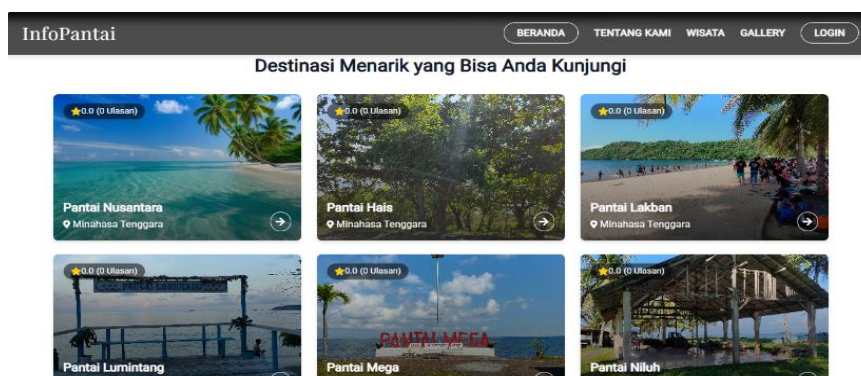 InfoPantai
BERANDA TENTANG KAMI WISATA GALLERY LOGIN
Destinasi Menarik yang Bisa Anda Kunjungi
0.0 (0 Ulasan)
Pantai Nusantara
Minahasa Tenggara
0.0 (0 Ulasan)
Pantai Hais
Minahasa Tenggara
0.0 (0 Ulasan)
Pantai Lakban
Minahasa Tenggara
0.0 (0 Ulasan)
Pantai Lumintang
0.0 (0 Ulasan)
PANTAI MEGA
Pantai Mega
0.0 (0 Ulasan)
Pantai Niluh